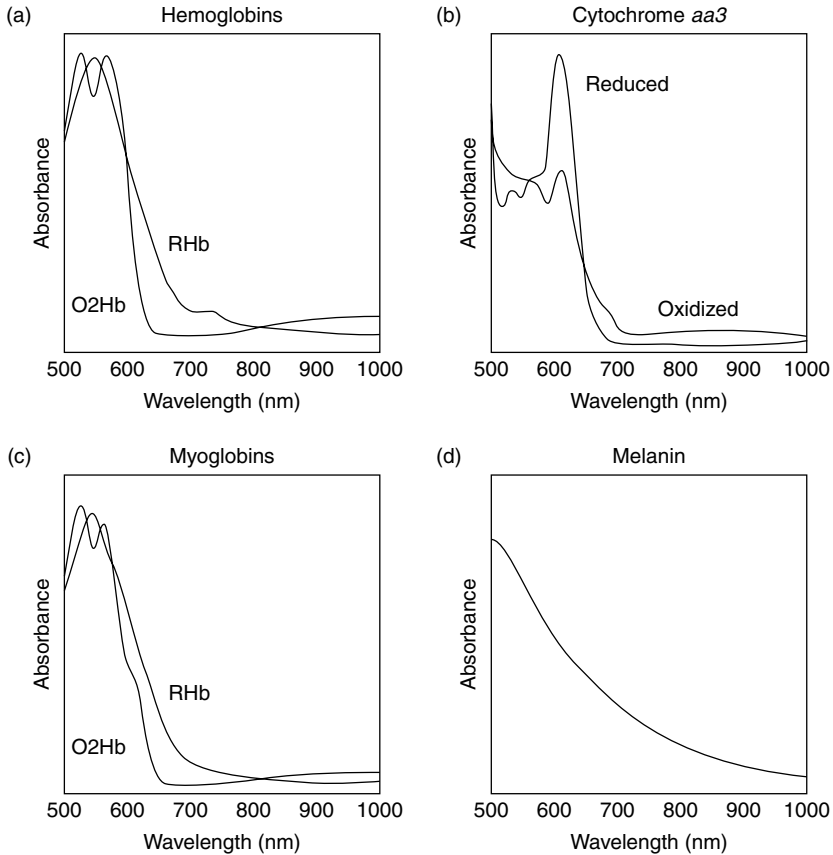 (a) Hemoglobins
Absorbance
RHb
O2Hb
500 600 700 800 900 1000
Wavelength (nm)
(b) Cytochrome aa3
Absorbance
Reduced
Oxidized
500 600 700 800 900 1000
Wavelength (nm)
(c) Myoglobins
Absorbance
RHb
O2Hb
500 600 700 800 900 1000
Wavelength (nm)
(d) Melanin
Absorbance
500 600 700 800 900 1000
Wavelength (nm)